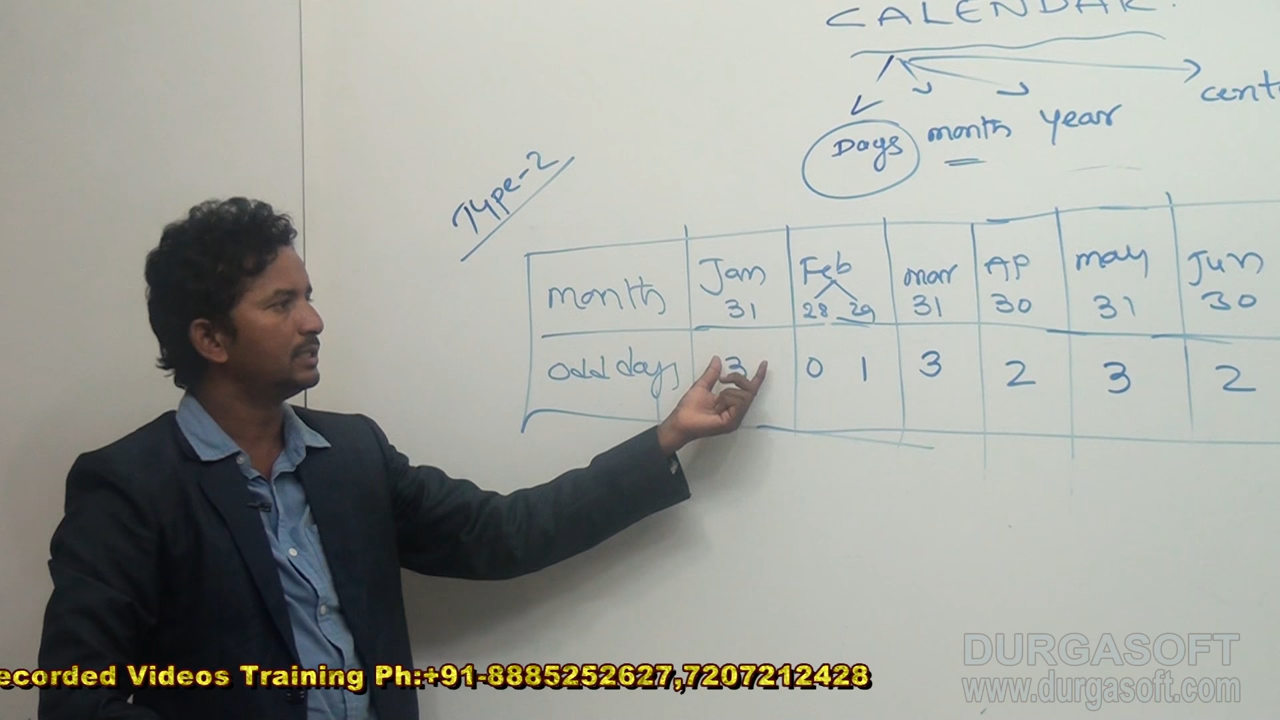 CALENDAR
Days month year
Type-2
month Jan Feb mar AP may Jun
31 28 29 31 30 31 30
odd days 3 0 1 3 2 3 2
ecorded Videos Training Ph:+91-8885252627,7207212428
DURGASOFT
www.durgasoft.com